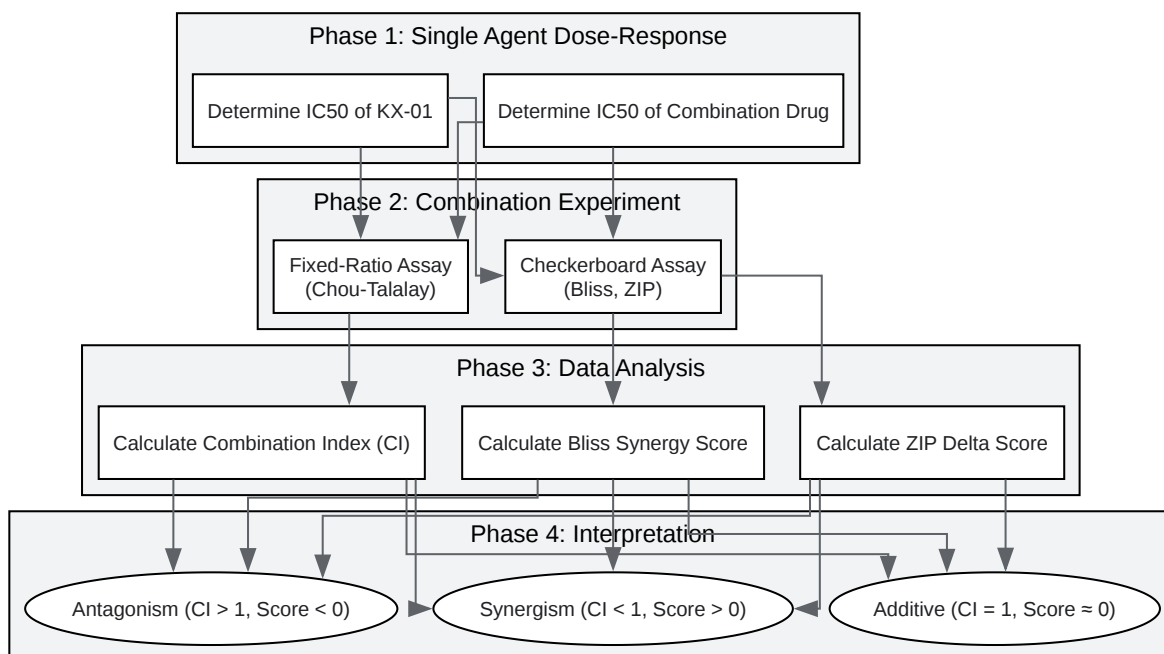 Phase 1: Single Agent Dose-Response
Determine IC50 of KX-01
Determine IC50 of Combination Drug
Phase 2: Combination Experiment
Fixed-Ratio Assay
(Chou-Talalay)
Checkerboard Assay
(Bliss, ZIP)
Phase 3: Data Analysis
Calculate Combination Index (CI)
Calculate Bliss Synergy Score
Calculate ZIP Delta Score
Phase 4: Interpretation
Antagonism (CI > 1, Score < 0)
Synergism (CI < 1, Score > 0)
Additive (CI = 1, Score ≈ 0)